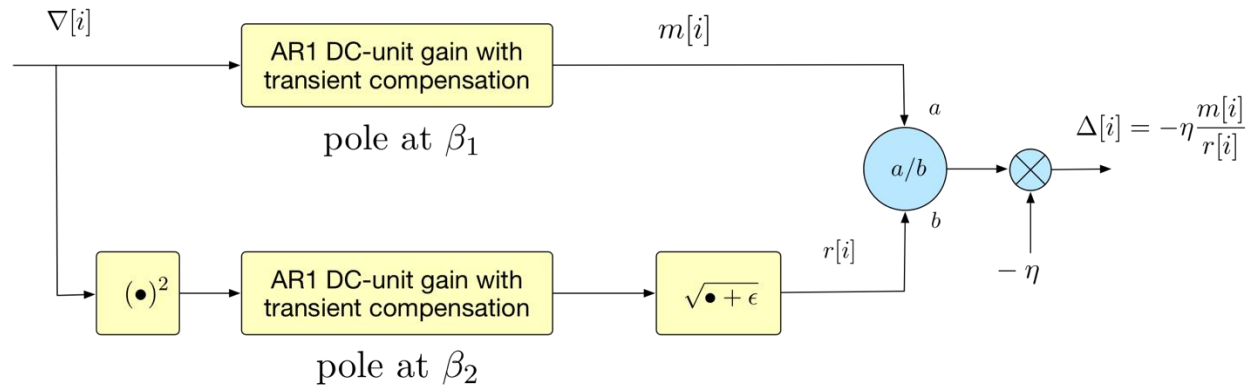 ∇[i]
AR1 DC-unit gain with
transient compensation
pole at β₁
m[i]
a
a/b
b
Δ[i] = −η m[i]/r[i]
− η
r[i]
(•)²
AR1 DC-unit gain with
transient compensation
pole at β₂
√(• + ϵ)